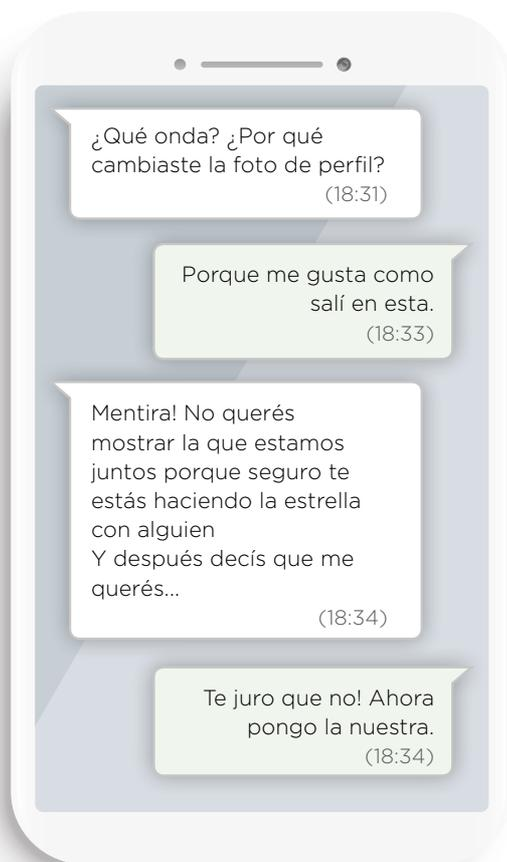 ¿Qué onda? ¿Por qué
cambiaste la foto de perfil?
(18:31)
Porque me gusta como
salí en esta.
(18:33)
Mentira! No querés
mostrar la que estamos
juntos porque seguro te
estás haciendo la estrella
con alguien
Y después decís que me
querés...
(18:34)
Te juro que no! Ahora
pongo la nuestra.
(18:34)